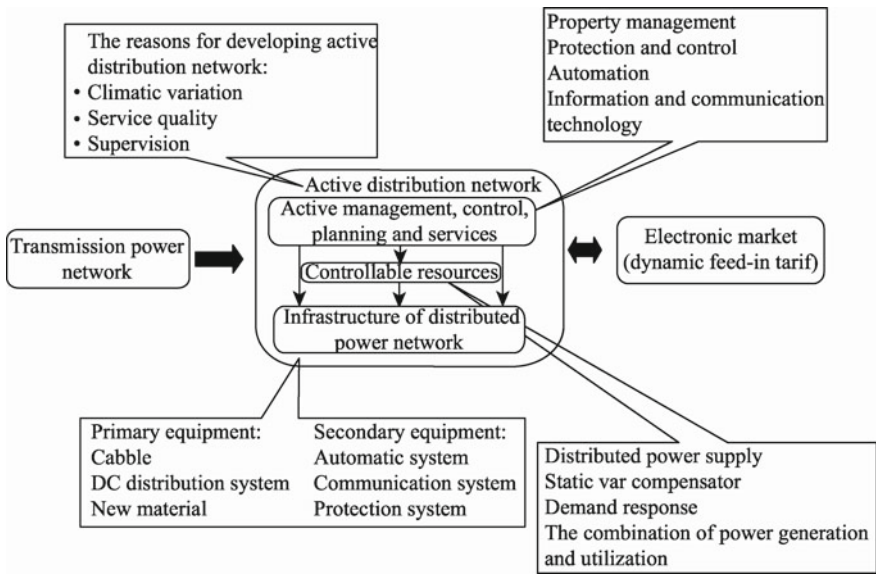 The reasons for developing active
distribution network:
• Climatic variation
• Service quality
• Supervision
Property management
Protection and control
Automation
Information and communication
technology
Active distribution network
Active management, control,
planning and services
Transmission power
network
Controllable resources
Electronic market
(dynamic feed-in tarif)
Infrastructure of distributed
power network
Primary equipment:
Cabble
DC distribution system
New material
Secondary equipment:
Automatic system
Communication system
Protection system
Distributed power supply
Static var compensator
Demand response
The combination of power generation
and utilization